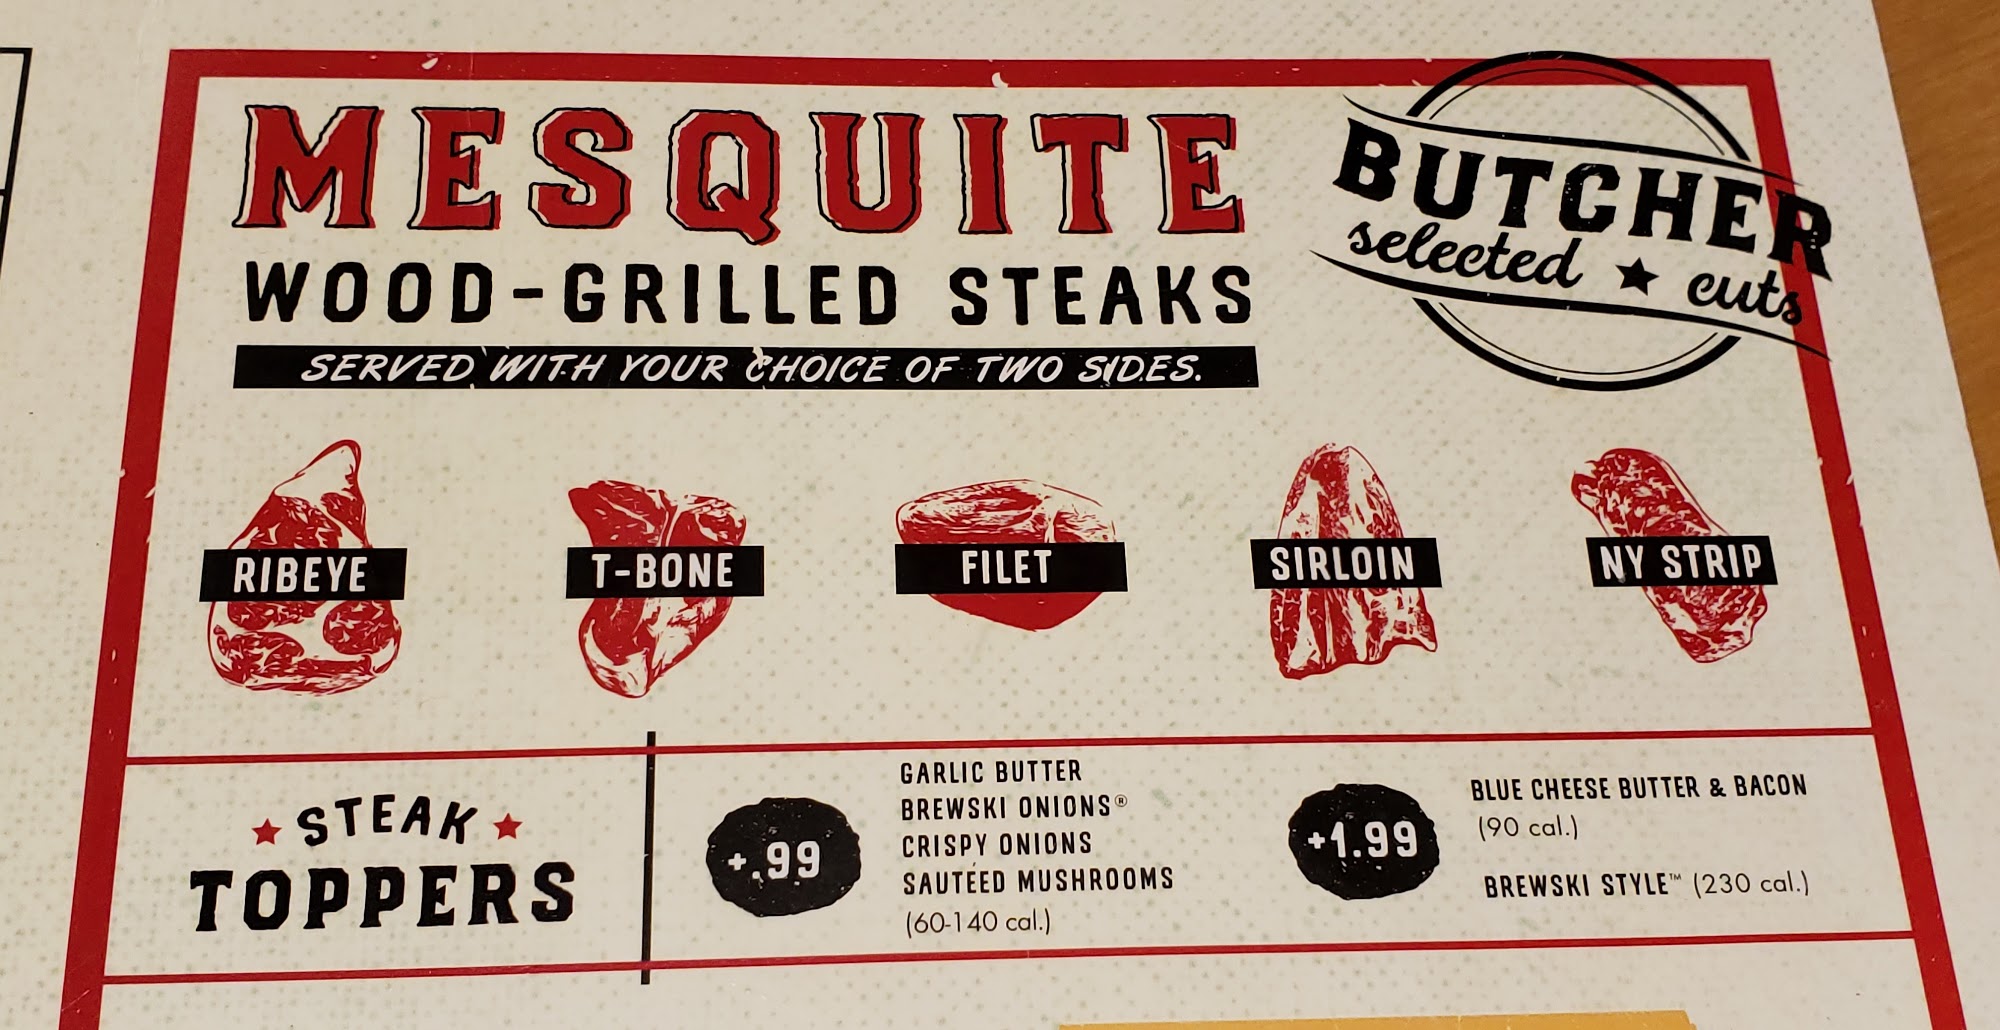 MESQUITE
WOOD-GRILLED STEAKS
SERVED WITH YOUR CHOICE OF TWO SIDES.
BUTCHER
selected ★ cuts
RIBEYE
T-BONE
FILET
SIRLOIN
NY STRIP
★ STEAK ★
TOPPERS
+.99
GARLIC BUTTER
BREWSKI ONIONS®
CRISPY ONIONS
SAUTÉED MUSHROOMS
(60-140 cal.)
+1.99
BLUE CHEESE BUTTER & BACON
(90 cal.)
BREWSKI STYLE™ (230 cal.)